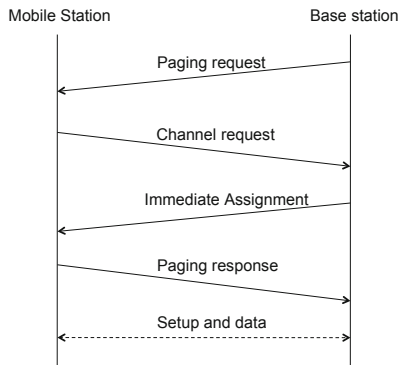 Mobile Station
Base station
Paging request
Channel request
Immediate Assignment
Paging response
Setup and data